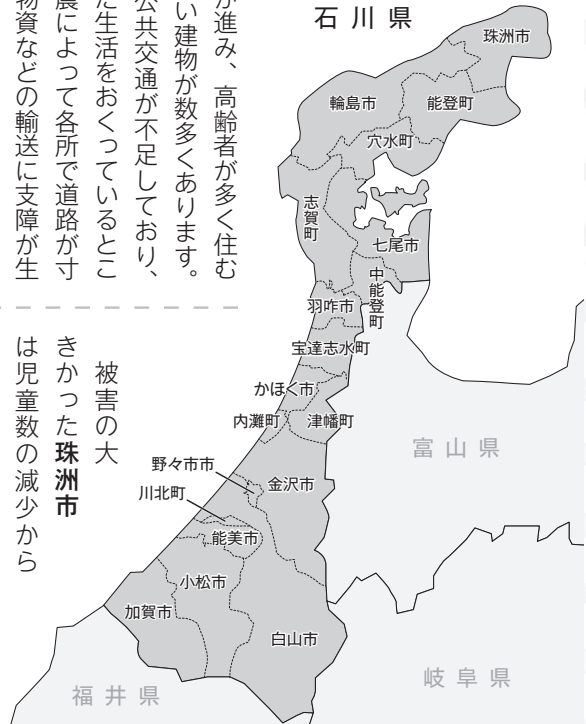 が進み、高齢者が多く住む
い建物が数多くあります。
公共交通が不足しており、
た生活をおくっているとこ
震によって各所で道路が寸
物資などの輸送に支障が生
被害の大
きかった珠洲市
は児童数の減少から
石川県
珠洲市
輪島市
能登町
穴水町
志賀町
七尾市
中能登町
羽咋市
宝達志水町
かほく市
内灘町
津幡町
野々市市
金沢市
川北町
能美市
小松市
加賀市
白山市
富山県
岐阜県
福井県